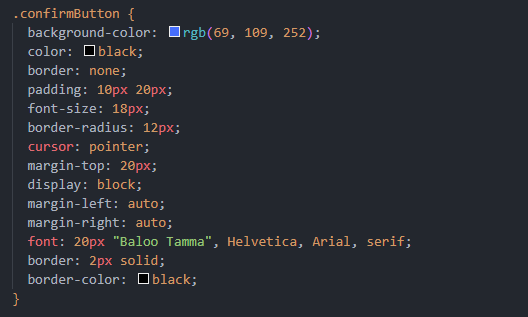 .confirmButton {
background-color: rgb(69, 109, 252);
color: black;
border: none;
padding: 10px 20px;
font-size: 18px;
border-radius: 12px;
cursor: pointer;
margin-top: 20px;
display: block;
margin-left: auto;
margin-right: auto;
font: 20px "Baloo Tamma", Helvetica, Arial, serif;
border: 2px solid;
border-color: black;
}